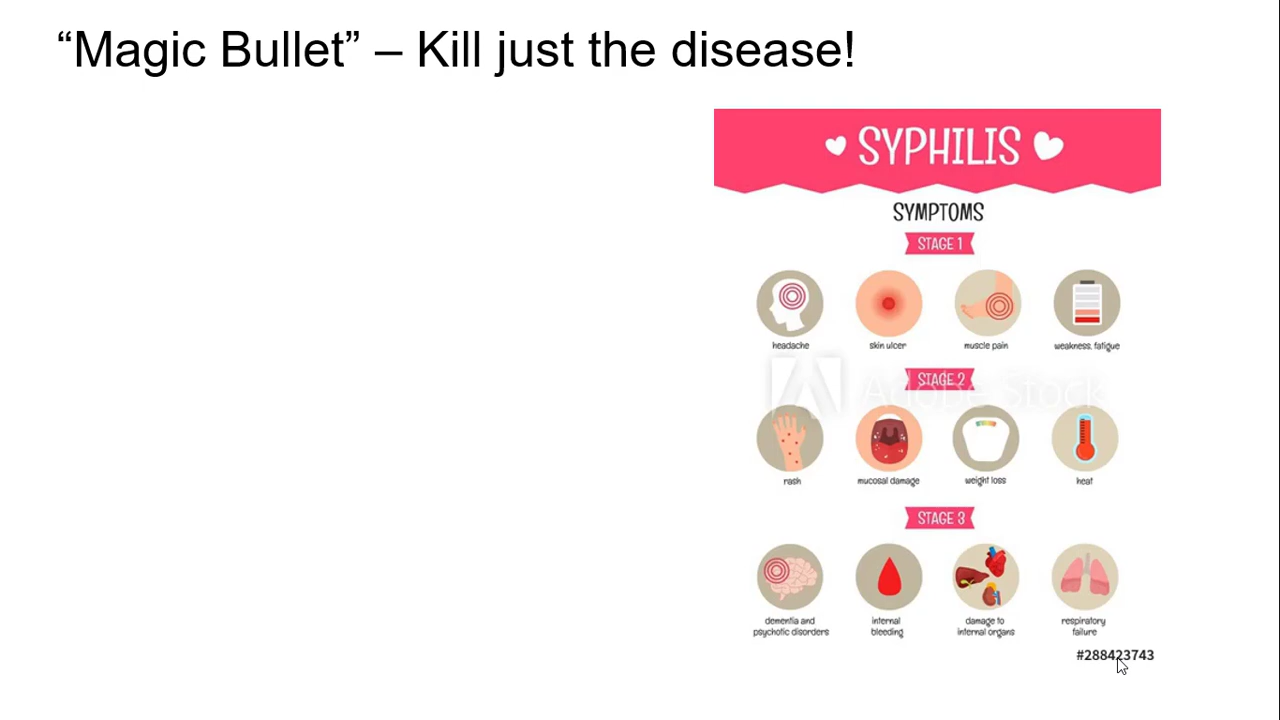 “Magic Bullet” – Kill just the disease!
SYPHILIS
SYMPTOMS
STAGE 1
headache skin ulcer muscle pain weakness, fatigue
STAGE 2
Adobe Stock
rash mucosal damage weight loss heat
STAGE 3
dementia and internal damage to respiratory
psychotic disorders bleeding internal organs failure
#288423743